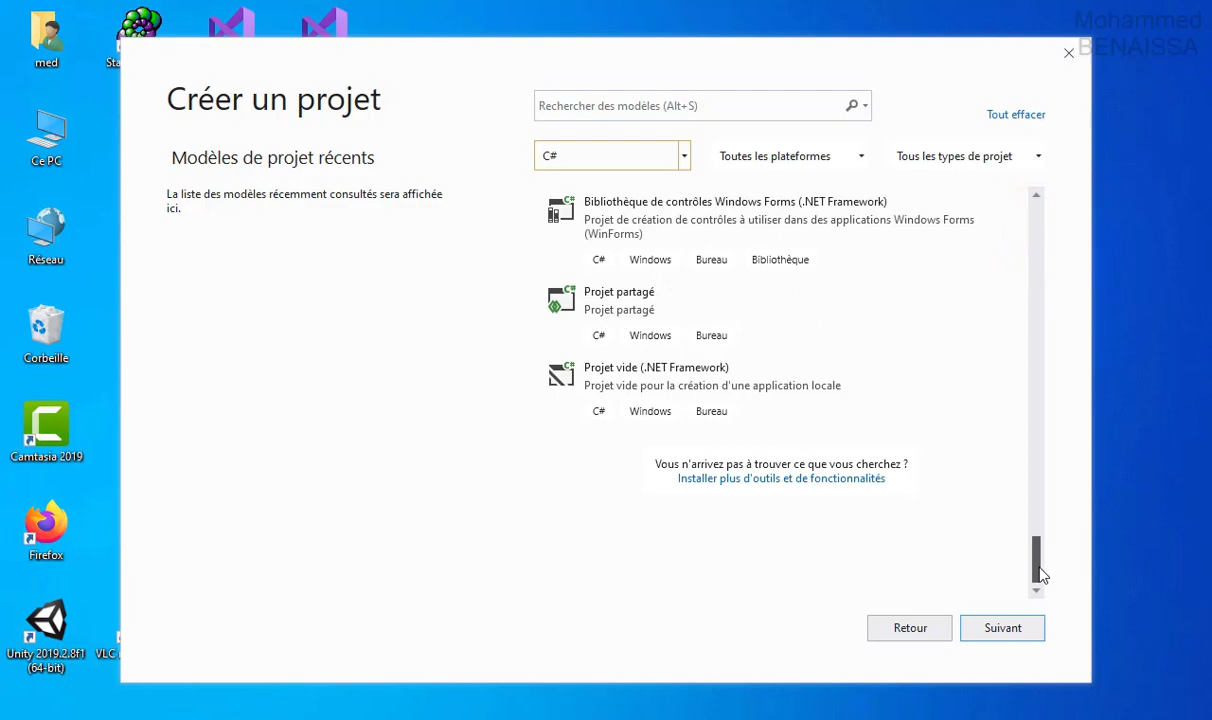 Mohammed
BENAISSA
med
Sta
Créer un projet
Rechercher des modèles (Alt+S)
Tout effacer
Ce PC
Modèles de projet récents
C#
Toutes les plateformes
Tous les types de projet
La liste des modèles récemment consultés sera affichée
ici.
Bibliothèque de contrôles Windows Forms (.NET Framework)
Projet de création de contrôles à utiliser dans des applications Windows Forms
(WinForms)
C# Windows Bureau Bibliothèque
Réseau
Projet partagé
Projet partagé
C# Windows Bureau
Corbeille
Projet vide (.NET Framework)
Projet vide pour la création d'une application locale
C# Windows Bureau
Camtasia 2019
Vous n'arrivez pas à trouver ce que vous cherchez ?
Installer plus d'outils et de fonctionnalités
Firefox
Retour
Suivant
Unity 2019.2.8f1
(64-bit)
VLC